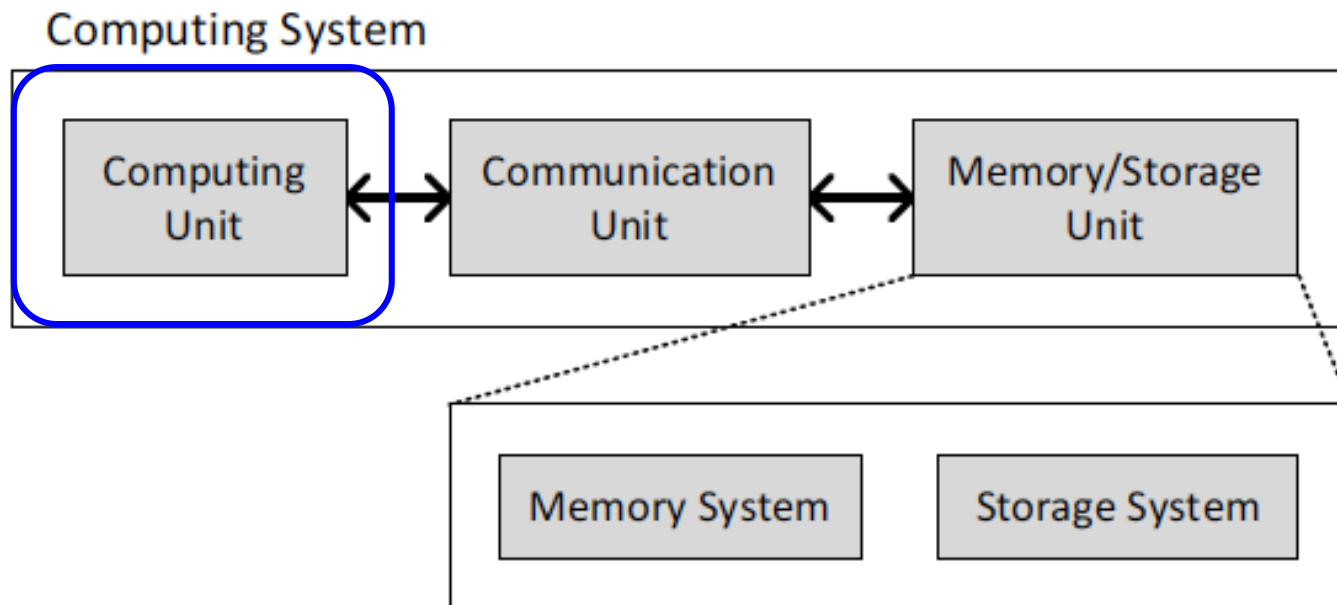 Computing System
Computing
Unit
Communication
Unit
Memory/Storage
Unit
Memory System
Storage System